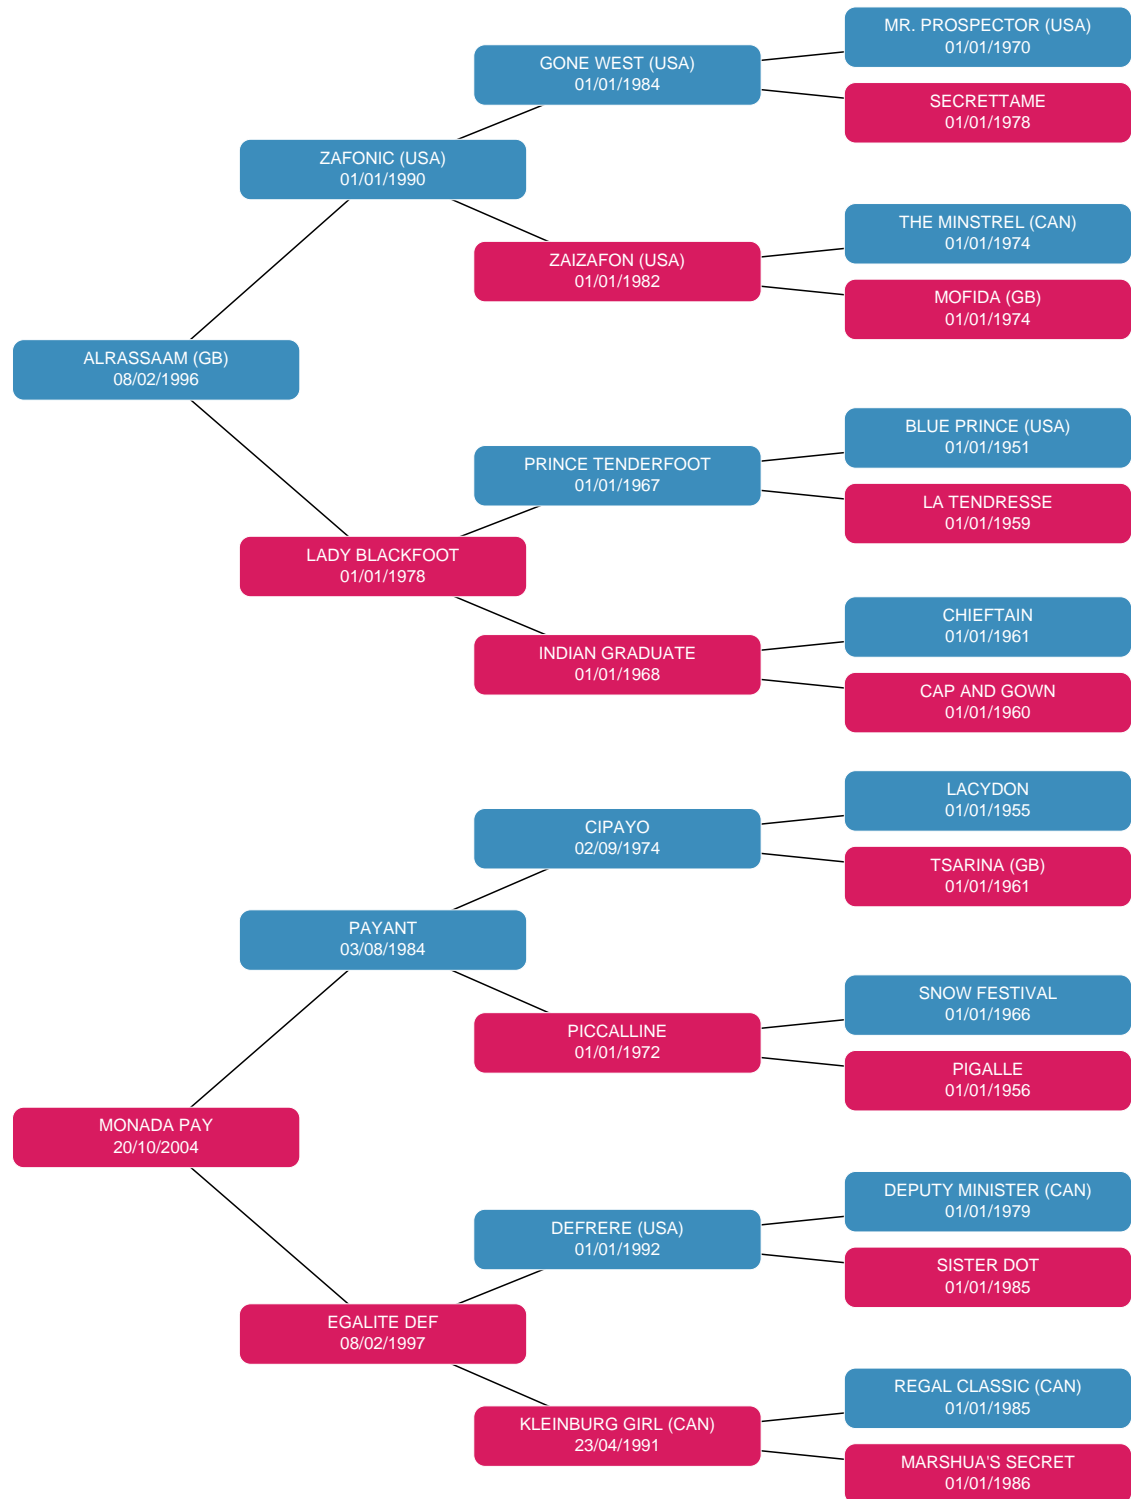 MR. PROSPECTOR (USA)
01/01/1970
GONE WEST (USA)
01/01/1984
SECRETTAME
01/01/1978
ZAFONIC (USA)
01/01/1990
THE MINSTREL (CAN)
01/01/1974
ZAIZAFON (USA)
01/01/1982
MOFIDA (GB)
01/01/1974
ALRASSAAM (GB)
08/02/1996
BLUE PRINCE (USA)
01/01/1951
PRINCE TENDERFOOT
01/01/1967
LA TENDRESSE
01/01/1959
LADY BLACKFOOT
01/01/1978
CHIEFTAIN
01/01/1961
INDIAN GRADUATE
01/01/1968
CAP AND GOWN
01/01/1960
LACYDON
01/01/1955
CIPAYO
02/09/1974
TSARINA (GB)
01/01/1961
PAYANT
03/08/1984
SNOW FESTIVAL
01/01/1966
PICCALLINE
01/01/1972
PIGALLE
01/01/1956
MONADA PAY
20/10/2004
DEPUTY MINISTER (CAN)
01/01/1979
DEFRERE (USA)
01/01/1992
SISTER DOT
01/01/1985
EGALITE DEF
08/02/1997
REGAL CLASSIC (CAN)
01/01/1985
KLEINBURG GIRL (CAN)
23/04/1991
MARSHUA'S SECRET
01/01/1986